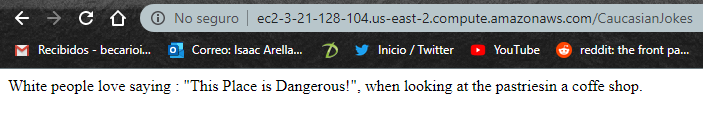 No seguro ec2-3-21-128-104.us-east-2.compute.amazonaws.com/CaucasianJokes
Recibidos - becarioi... Correo: Isaac Arella... Inicio / Twitter YouTube reddit: the front pa...
White people love saying : "This Place is Dangerous!", when looking at the pastriesin a coffe shop.